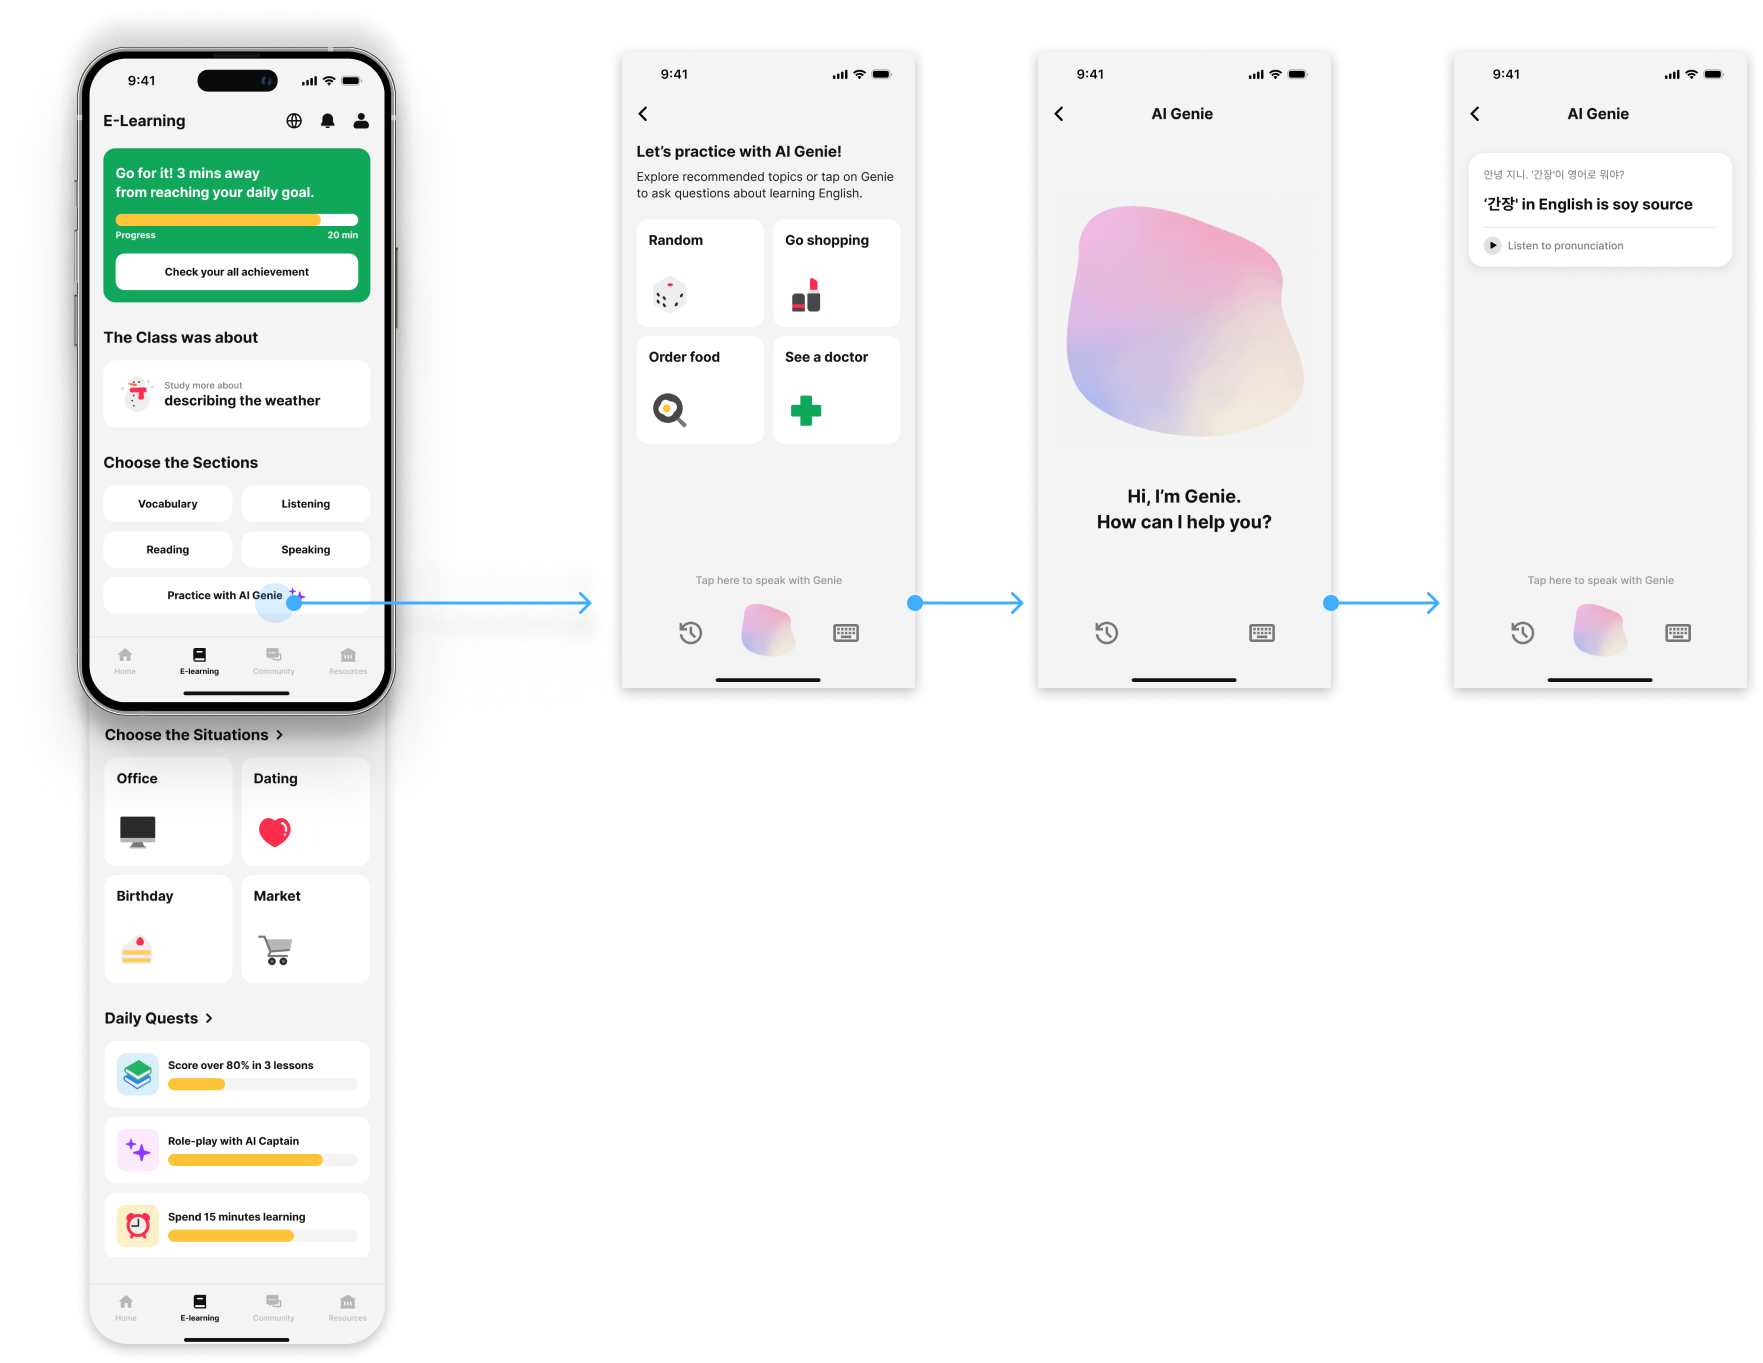 9:41
E-Learning
Go for it! 3 mins away
from reaching your daily goal.
Progress
20 min
Check your all achievement
The Class was about
Study more about
describing the weather
Choose the Sections
Vocabulary
Listening
Reading
Speaking
Practice with AI Genie
Home
E-learning
Community
Resources
Choose the Situations
Office
Dating
Birthday
Market
Daily Quests
Score over 80% in 3 lessons
Role-play with AI Captain
Spend 15 minutes learning
Home
E-learning
Community
Resources
9:41
Let's practice with AI Genie!
Explore recommended topics or tap on Genie
to ask questions about learning English.
Random
Go shopping
Order food
See a doctor
Tap here to speak with Genie
9:41
AI Genie
Hi, I'm Genie.
How can I help you?
9:41
AI Genie
안녕 지니. '간장'이 영어로 뭐야?
'간장' in English is soy source
Listen to pronunciation
Tap here to speak with Genie